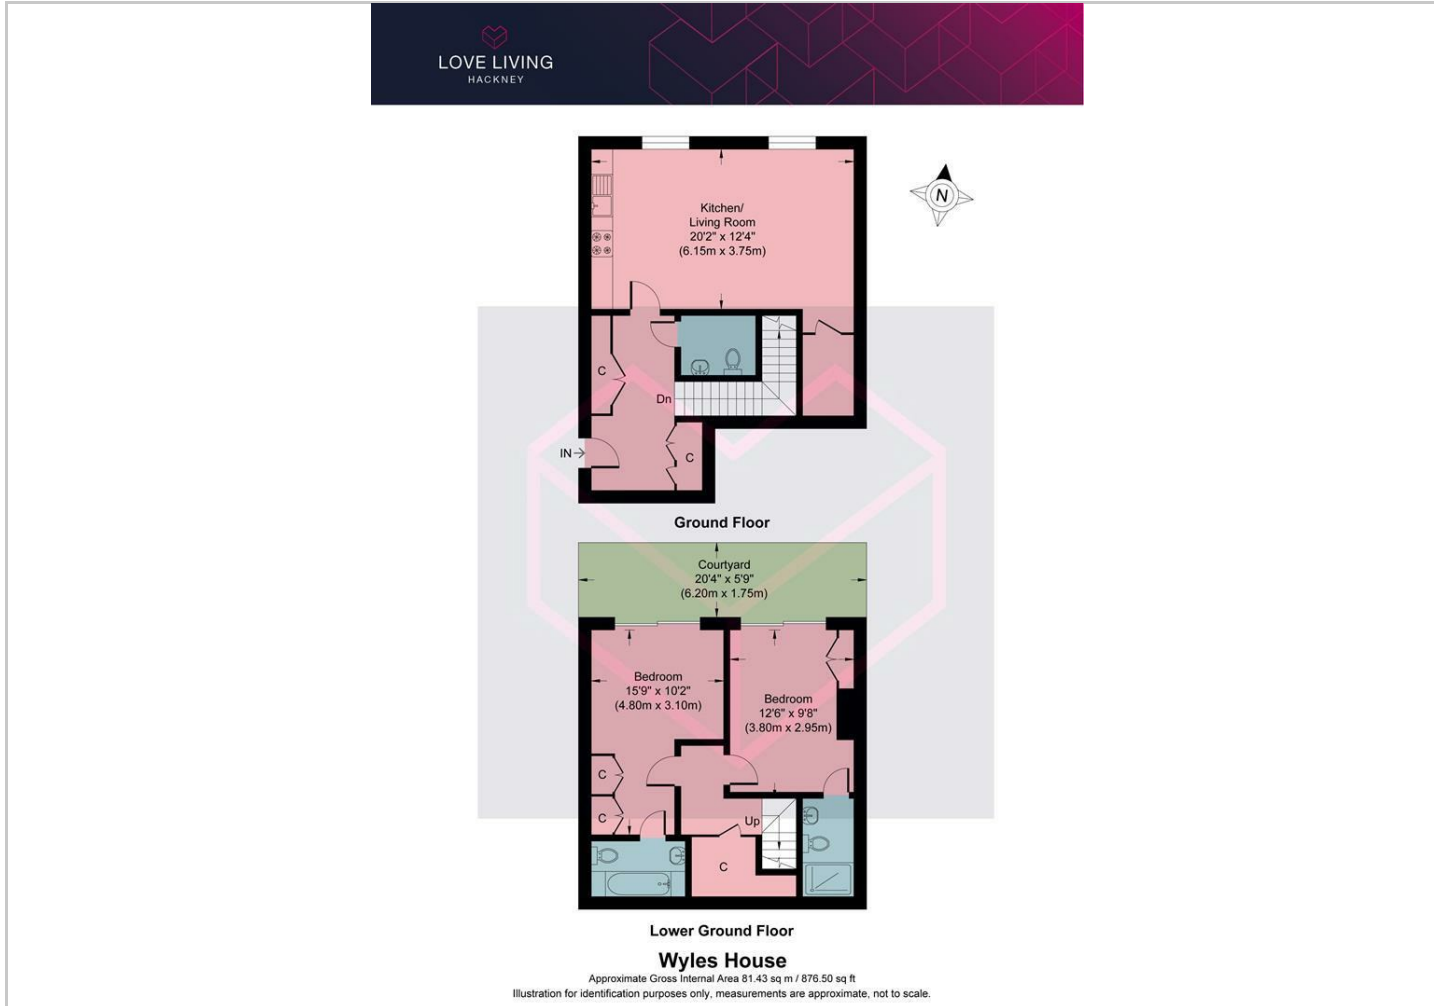 LOVE LIVING
HACKNEY
N
Kitchen/
Living Room
20'2" x 12'4"
(6.15m x 3.75m)
C
Dn
IN
C
Ground Floor
Courtyard
20'4" x 5'9"
(6.20m x 1.75m)
Bedroom
15'9" x 10'2"
(4.80m x 3.10m)
Bedroom
12'6" x 9'8"
(3.80m x 2.95m)
C
C
Up
C
Lower Ground Floor
Wyles House
Approximate Gross Internal Area 81.43 sq m / 876.50 sq ft
Illustration for identification purposes only, measurements are approximate, not to scale.